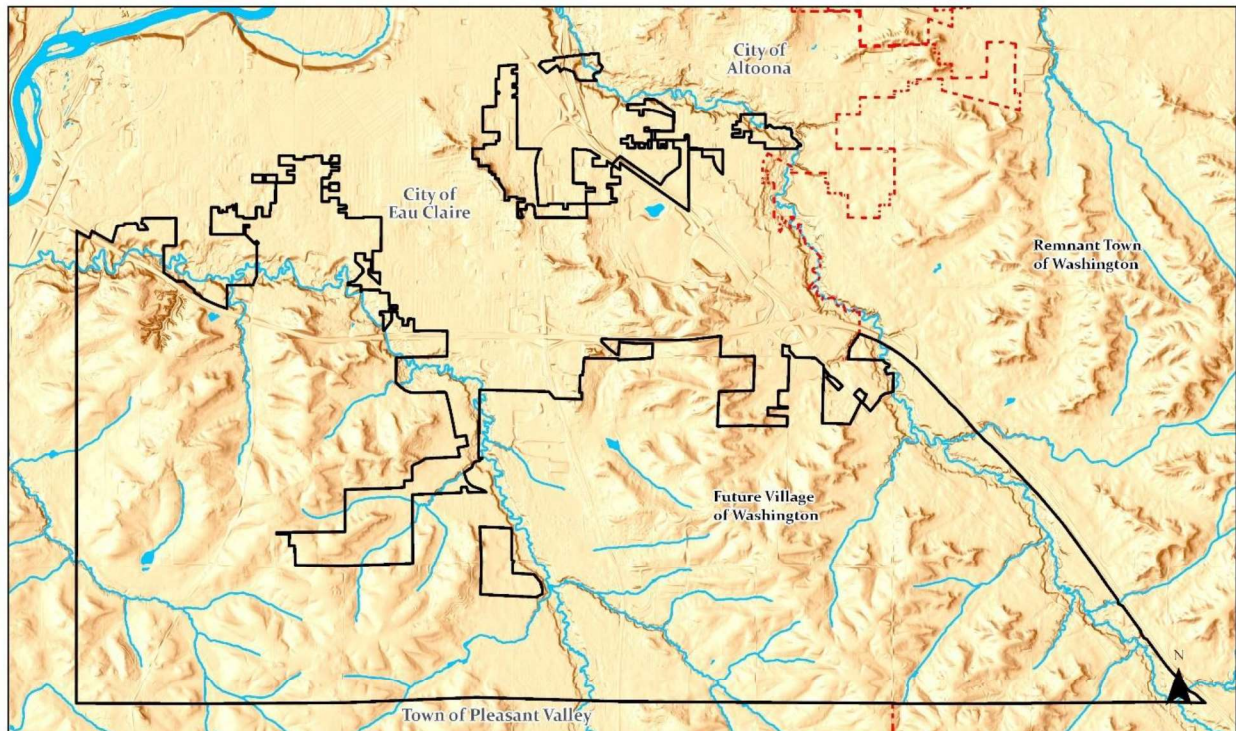 City of
Altoona
City of
Eau Claire
Remnant Town
of Washington
Future Village
of Washington
N
Town of Pleasant Valley